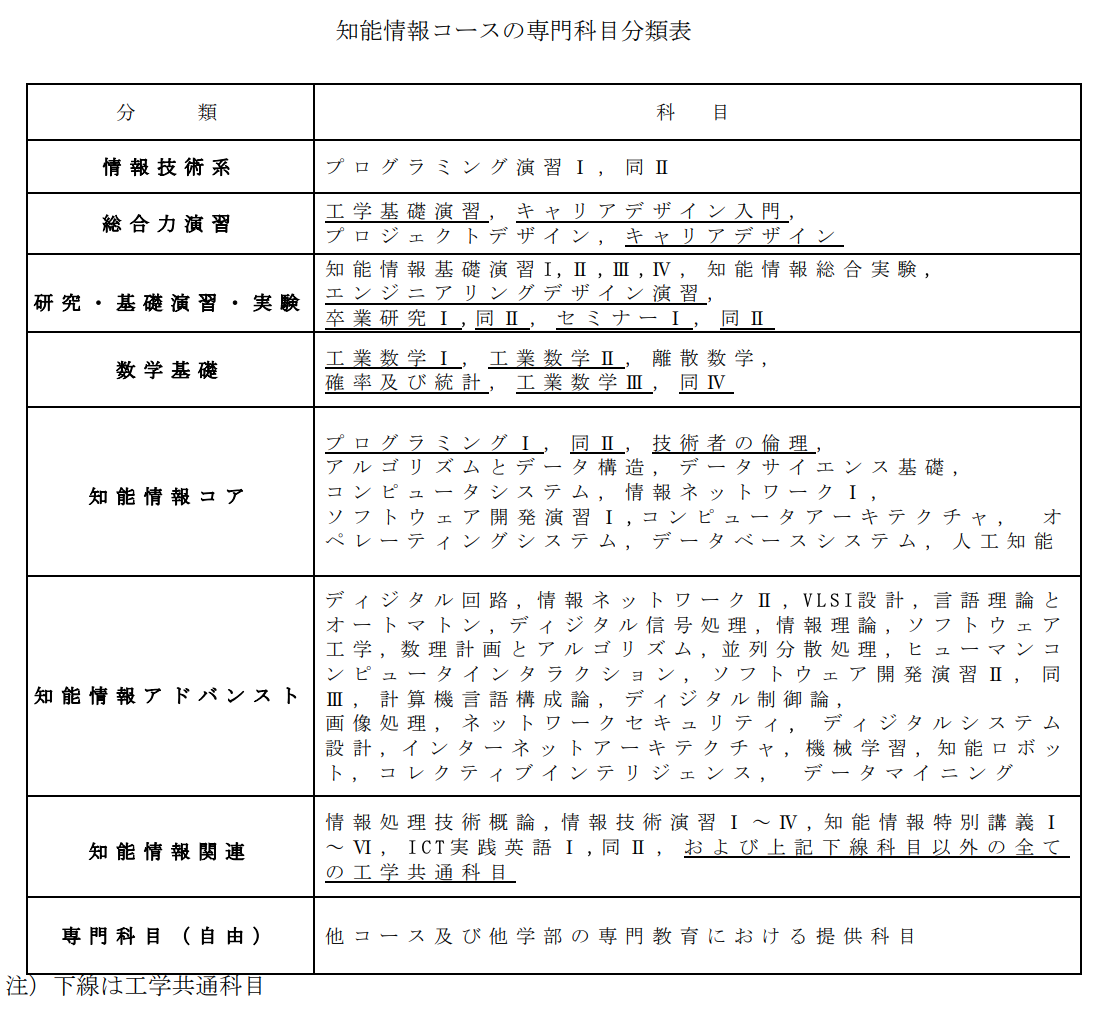 知能情報コースの専門科目分類表
分　　類
科　目
情報技術系
プログラミング演習Ⅰ, 同Ⅱ
総合力演習
工学基礎演習, キャリアデザイン入門,
プロジェクトデザイン, キャリアデザイン
研究・基礎演習・実験
知能情報基礎演習Ⅰ,Ⅱ,Ⅲ,Ⅳ, 知能情報総合実験,
エンジニアリングデザイン演習,
卒業研究Ⅰ,同Ⅱ, セミナーⅠ, 同Ⅱ
数学基礎
工業数学Ⅰ, 工業数学Ⅱ, 離散数学,
確率及び統計, 工業数学Ⅲ, 同Ⅳ
知能情報コア
プログラミングⅠ, 同Ⅱ, 技術者の倫理,
アルゴリズムとデータ構造, データサイエンス基礎,
コンピュータシステム, 情報ネットワークⅠ,
ソフトウェア開発演習Ⅰ,コンピュータアーキテクチャ,　オ
ペレーティングシステム, データベースシステム, 人工知能
知能情報アドバンスト
ディジタル回路,情報ネットワークⅡ,VLSI設計,言語理論と
オートマトン,ディジタル信号処理,情報理論,ソフトウェア
工学,数理計画とアルゴリズム,並列分散処理,ヒューマンコ
ンピュータインタラクション, ソフトウェア開発演習Ⅱ, 同
Ⅲ, 計算機言語構成論, ディジタル制御論,
画像処理, ネットワークセキュリティ,　ディジタルシステム
設計,インターネットアーキテクチャ,機械学習,知能ロボッ
ト, コレクティブインテリジェンス,　データマイニング
知能情報関連
情報処理技術概論,情報技術演習Ⅰ～Ⅳ,知能情報特別講義Ⅰ
～Ⅵ, ICT実践英語Ⅰ,同Ⅱ, および上記下線科目以外の全て
の工学共通科目
専門科目（自由）
他コース及び他学部の専門教育における提供科目
注）下線は工学共通科目